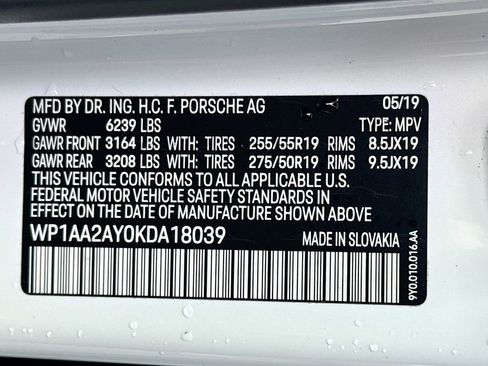 MFD BY DR. ING. H.C. F. PORSCHE AG 05/19
GVWR 6239 LBS TYPE: MPV
GAWR FRONT 3164 LBS WITH: TIRES 255/55R19 RIMS 8.5JX19
GAWR REAR 3208 LBS WITH: TIRES 275/50R19 RIMS 9.5JX19
THIS VEHICLE CONFORMS TO ALL APPLICABLE
FEDERAL MOTOR VEHICLE SAFETY STANDARDS
IN EFFECT ON THE DATE OF MANUFACTURE SHOWN ABOVE
WP1AA2AY0KDA18039 MADE IN SLOVAKIA
9Y0.010.016.AA